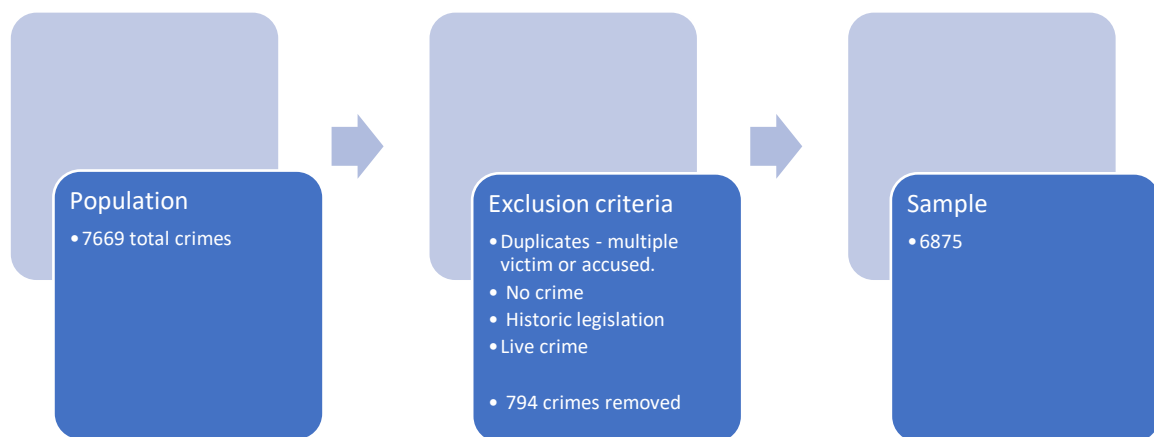 Population
•7669 total crimes
Exclusion criteria
•Duplicates - multiple
victim or accused.
• No crime
• Historic legislation
•Live crime
• 794 crimes removed
Sample
•6875